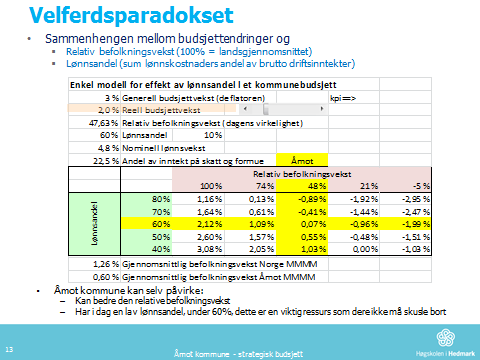 Velferdsparadokset
• Sammenhengen mellom budsjettendringer og
▪ Relativ befolkningsvekst (100% = landsgjennomsnittet)
▪ Lønnsandel (sum lønnskostnaders andel av brutto driftsinntekter)
Enkel modell for effekt av lønnsandel i et kommunebudsjett
3 % Generell budsjettvekst (deflatoren) kpi==>
2,0 % Reell budsjettvekst
47,63% Relativ befolkningsvekst (dagens virkelighet)
60% Lønnsandel 10%
4,8 % Nominell lønnsvekst
22,5 % Andel av inntekt på skatt og formue Åmot
Relativ befolkningsvekst
100% 74% 48% 21% -5 %
Lønnsandel
80% 1,16% 0,13% -0,89% -1,92% -2,95 %
70% 1,64% 0,61% -0,41% -1,44% -2,47 %
60% 2,12% 1,09% 0,07% -0,96% -1,99 %
50% 2,60% 1,57% 0,55% -0,48% -1,51 %
40% 3,08% 2,05% 1,03% 0,00% -1,03 %
1,26 % Gjennomsnittlig befolkningsvekst Norge MMMM
0,60 % Gjennomsnittlig befolkningsvekst Åmot MMMM
• Åmot kommune kan selv påvirke:
– Kan bedre den relative befolkningsvekst
– Har i dag en lav lønnsandel, under 60%, dette er en viktig ressurs som dere ikke må skusle bort
13
Åmot kommune - strategisk budsjett
Høgskolen i Hedmark